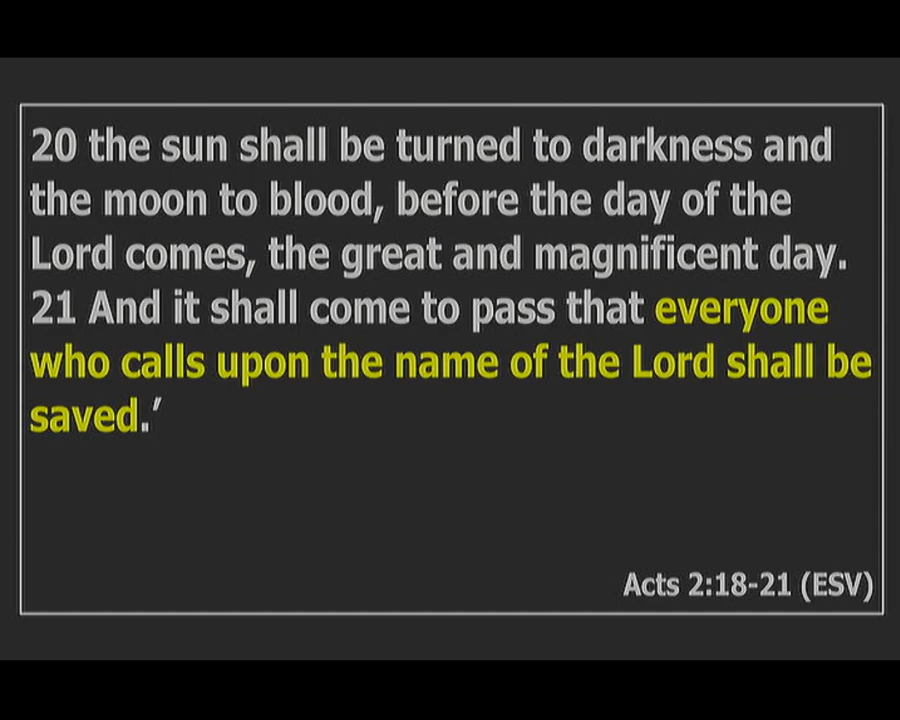 20 the sun shall be turned to darkness and
the moon to blood, before the day of the
Lord comes, the great and magnificent day.
21 And it shall come to pass that everyone
who calls upon the name of the Lord shall be
saved.’
Acts 2:18-21 (ESV)